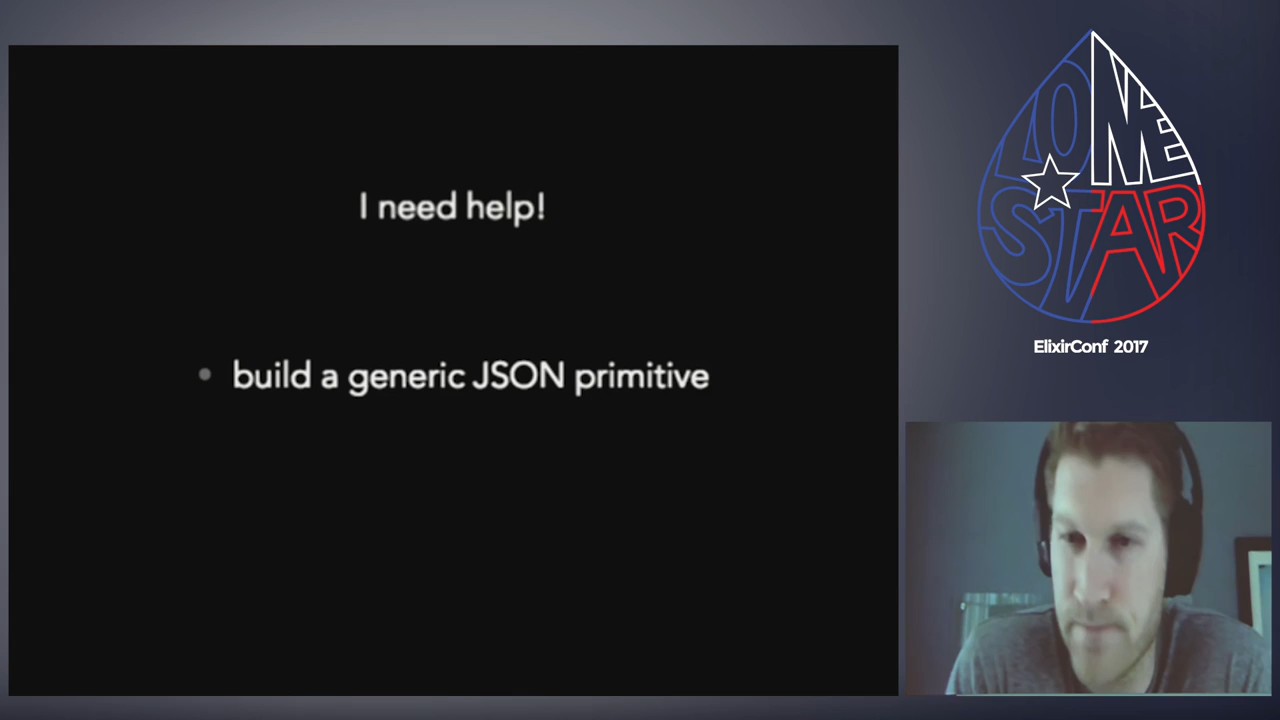 I need help!
• build a generic JSON primitive
LONE
STAR
ElixirConf 2017